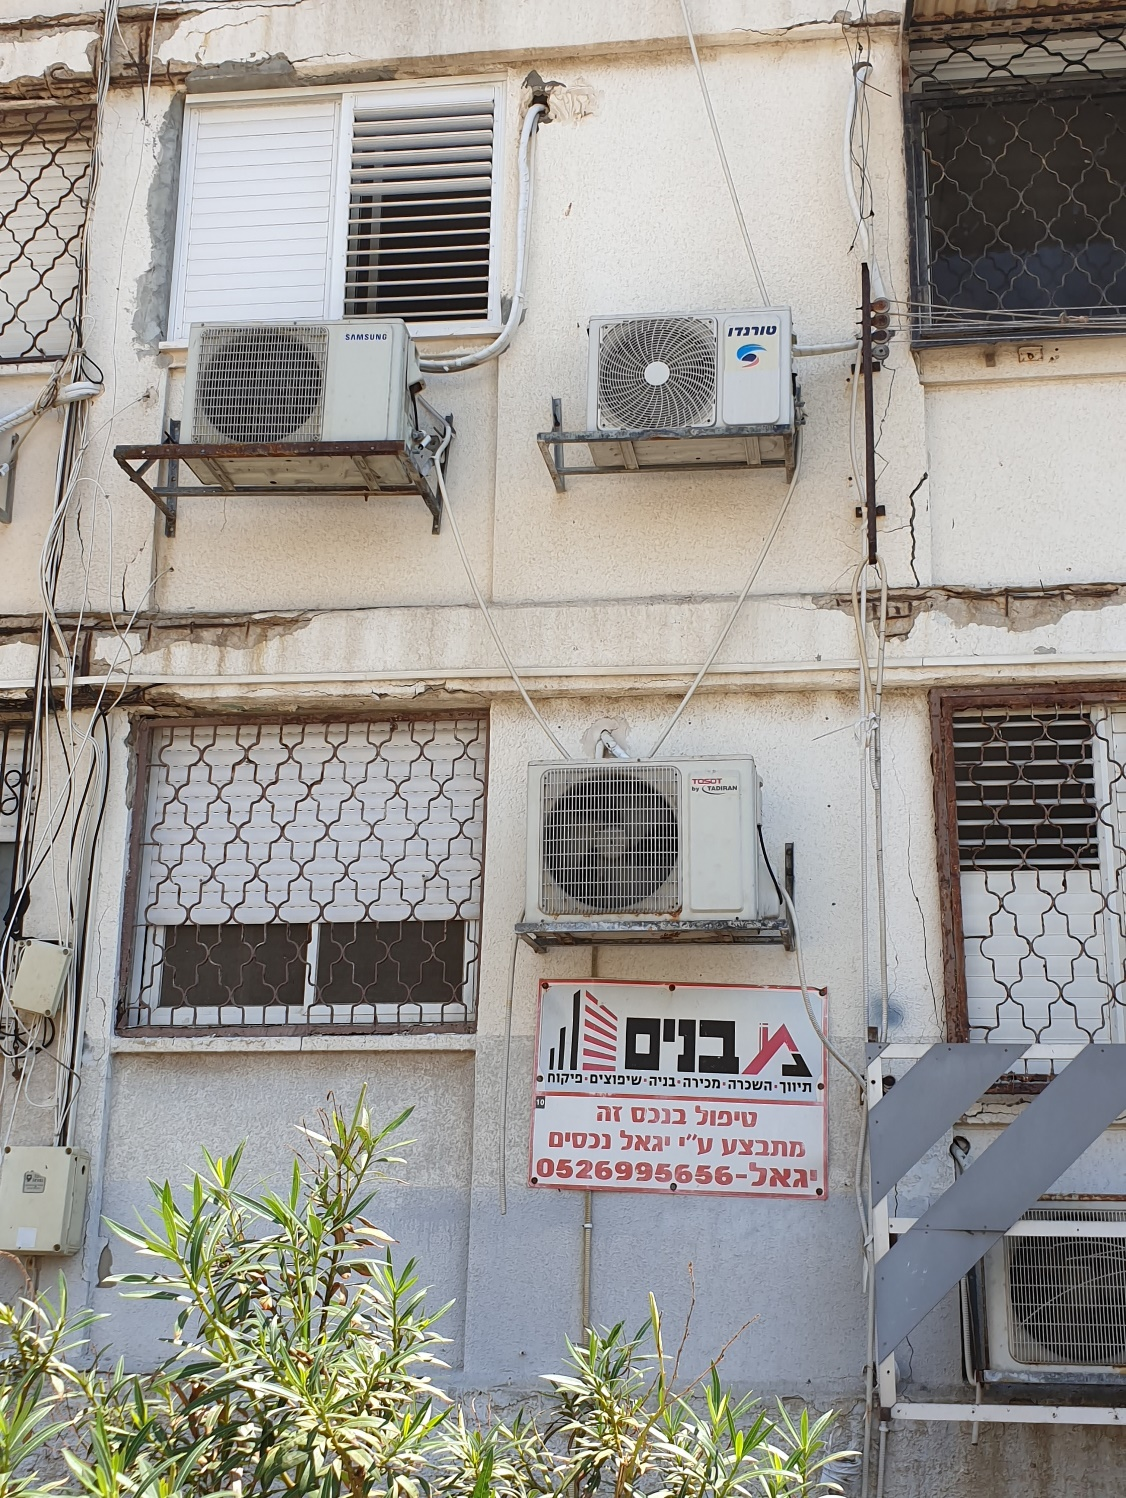 SAMSUNG
טורנדו
TOSOT
by TADIRAN
בנים
תיווך·השכרה·מכירה·בניה·שיפוצים·פיקוח
10
טיפול בנכס זה
מתבצע ע״י יגאל נכסים
יגאל-0526995656